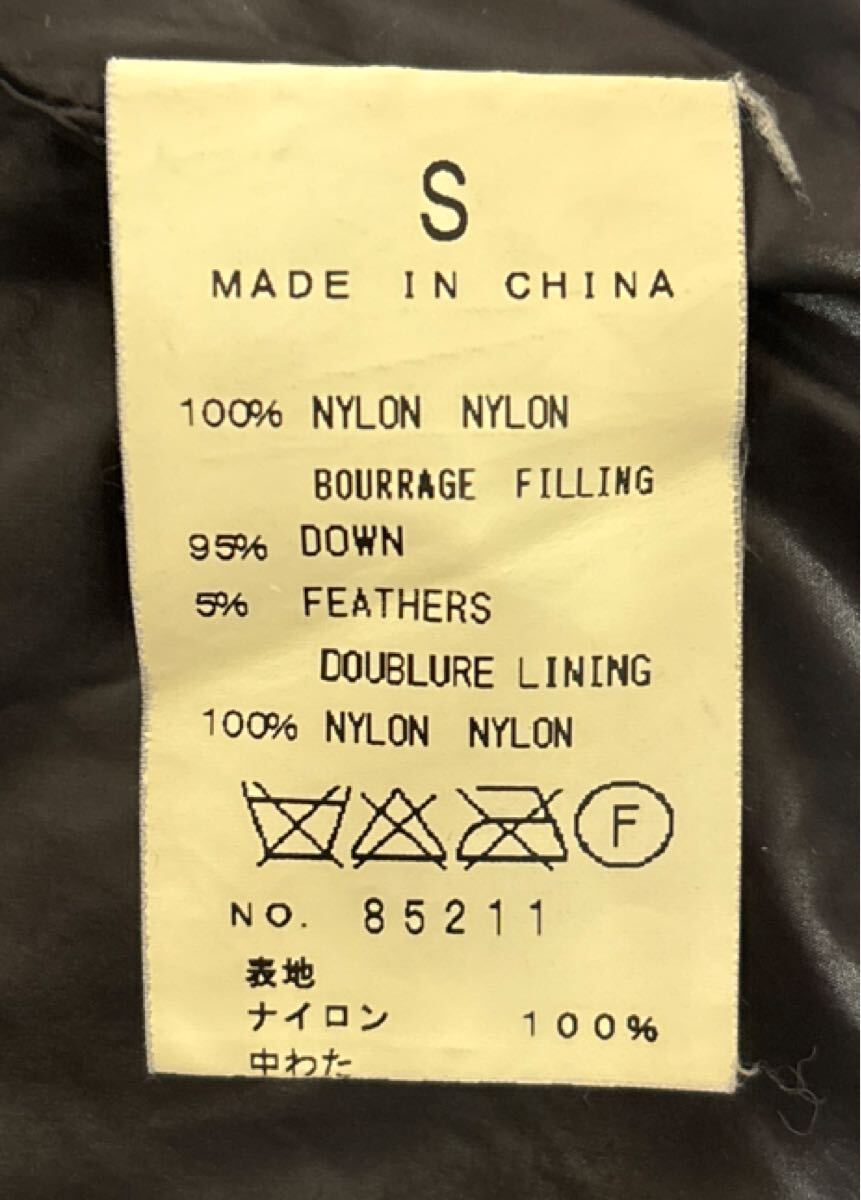 S
MADE IN CHINA
100% NYLON NYLON
BOURRAGE FILLING
95% DOWN
5% FEATHERS
DOUBLURE LINING
100% NYLON NYLON
F
NO. 85211
表地
ナイロン 100%
中わた